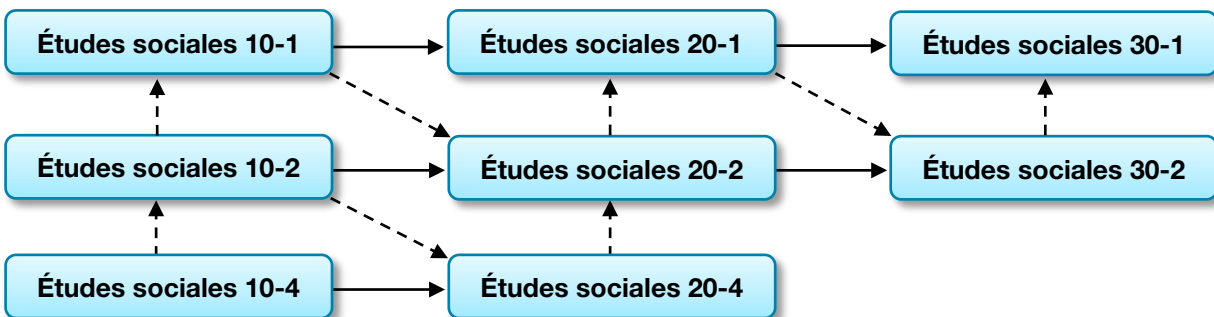 Études sociales 10-1
Études sociales 20-1
Études sociales 30-1
Études sociales 10-2
Études sociales 20-2
Études sociales 30-2
Études sociales 10-4
Études sociales 20-4